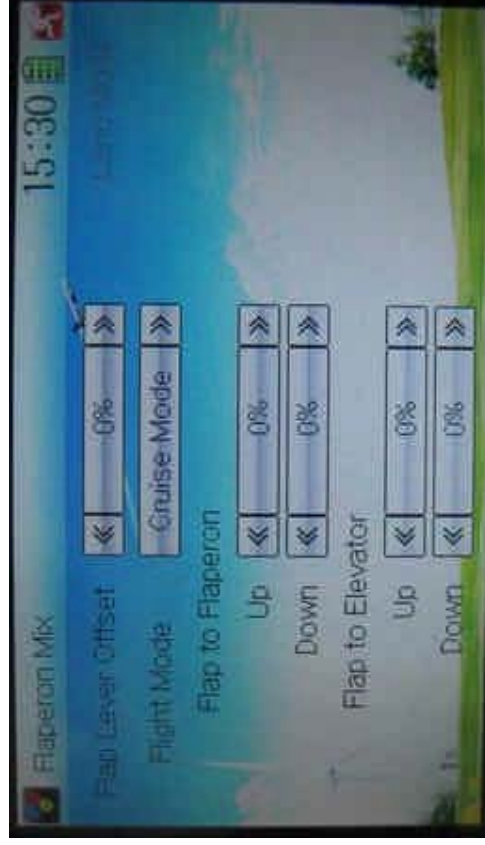 Flaperon Mix 15:30
Flap Lever Offset 0%
Flight Mode Cruise Mode
Flap to Flaperon
Up 0%
Down 0%
Flap to Elevator
Up 0%
Down 0%